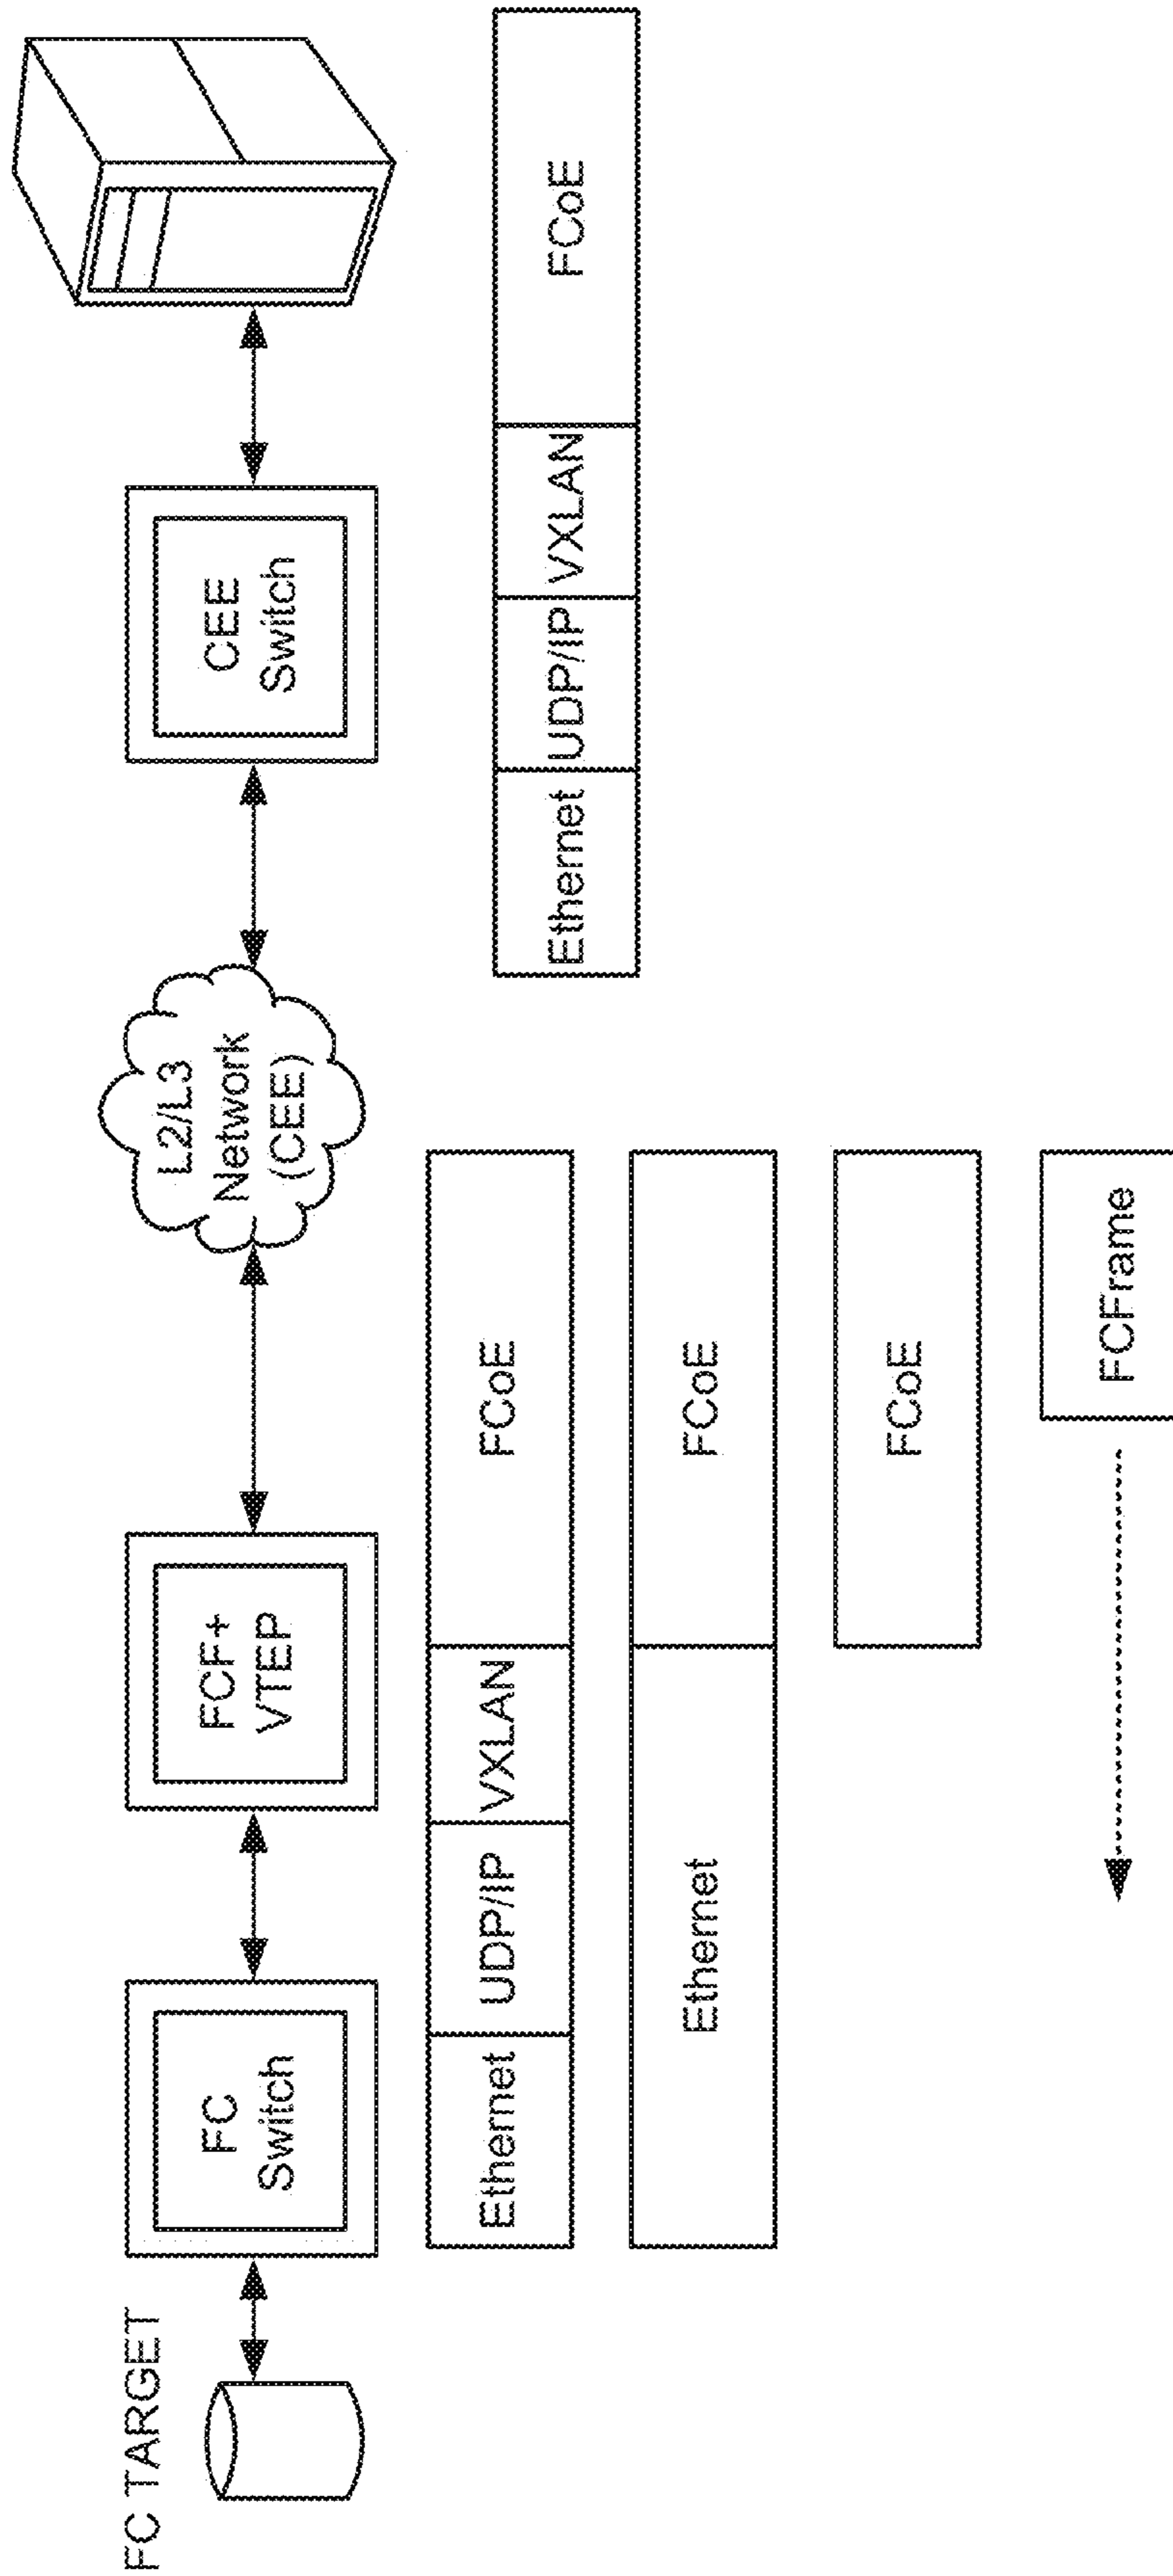 FC TARGET
FC
Switch
FCF+
VTEP
L2/L3
Network
(CEE)
CEE
Switch
Ethernet
UDP/IP
VXLAN
FCoE
Ethernet
UDP/IP
VXLAN
FCoE
Ethernet
FCoE
FCoE
FCFrame